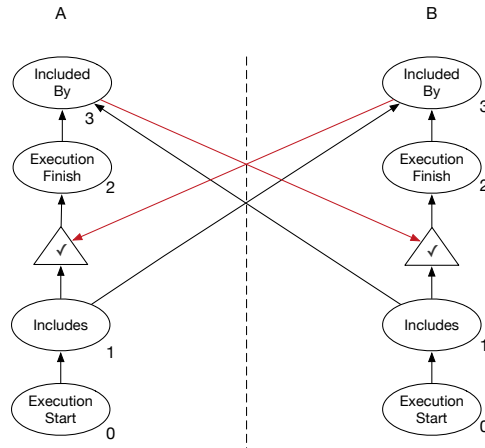 A
B
Included
By
3
Execution
Finish
2
✓
Includes
1
Execution
Start
0
Included
By
3
Execution
Finish
2
✓
Includes
1
Execution
Start
0